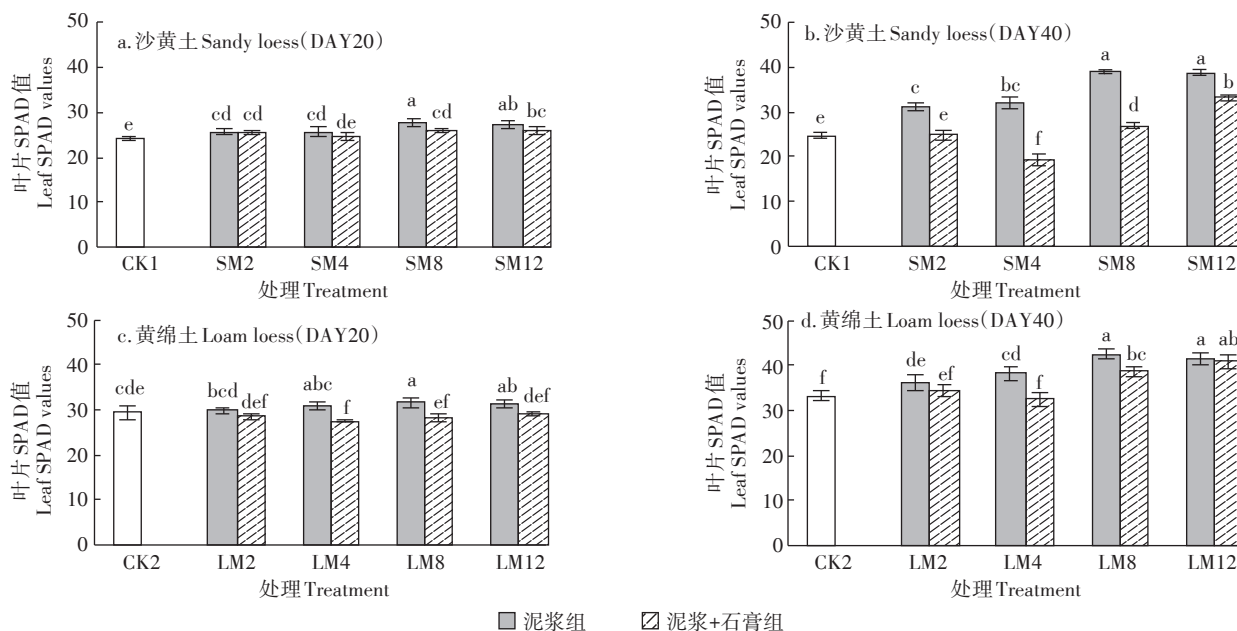 a.沙黄土 Sandy loess(DAY20)
叶片 SPAD 值
Leaf SPAD values
50
40
30
20
10
0
e
cd cd
cd de
a cd
ab bc
CK1 SM2 SM4 SM8 SM12
处理 Treatment
b.沙黄土 Sandy loess(DAY40)
叶片 SPAD 值
Leaf SPAD values
50
40
30
20
10
0
e
c e
bc f
a d
a b
CK1 SM2 SM4 SM8 SM12
处理 Treatment
c.黄绵土 Loam loess(DAY20)
叶片 SPAD 值
Leaf SPAD values
50
40
30
20
10
0
cde
bcd def
abc f
a ef
ab def
CK2 LM2 LM4 LM8 LM12
处理 Treatment
d.黄绵土 Loam loess(DAY40)
叶片 SPAD 值
Leaf SPAD values
50
40
30
20
10
0
f
de ef
cd f
a bc
a ab
CK2 LM2 LM4 LM8 LM12
处理 Treatment
泥浆组 泥浆+石膏组